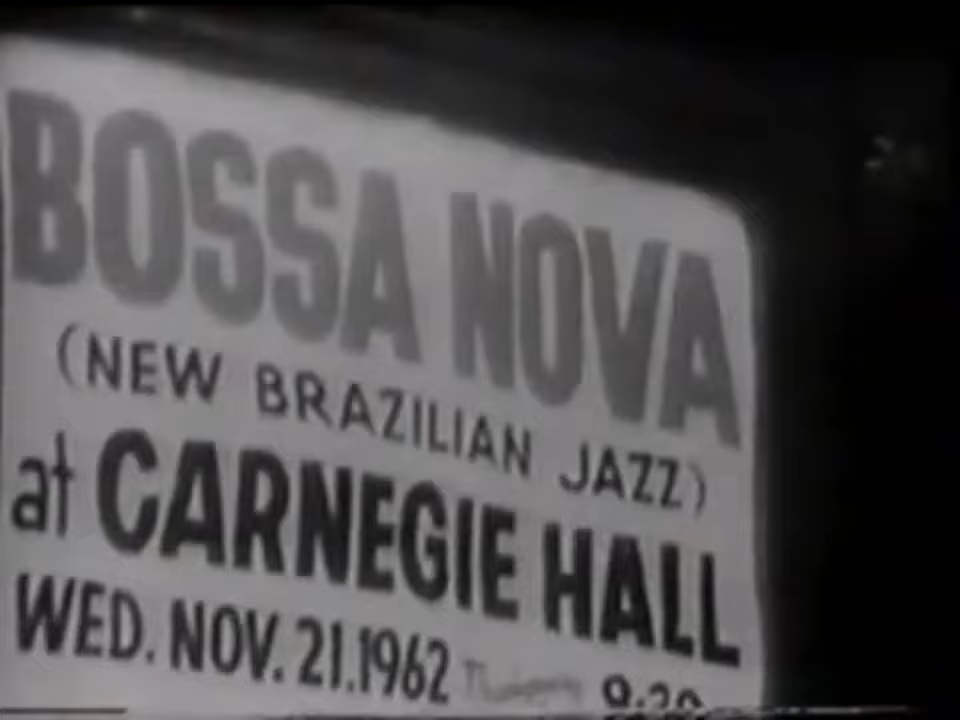 BOSSA NOVA
(NEW BRAZILIAN JAZZ)
at CARNEGIE HALL
WED. NOV. 21.1962